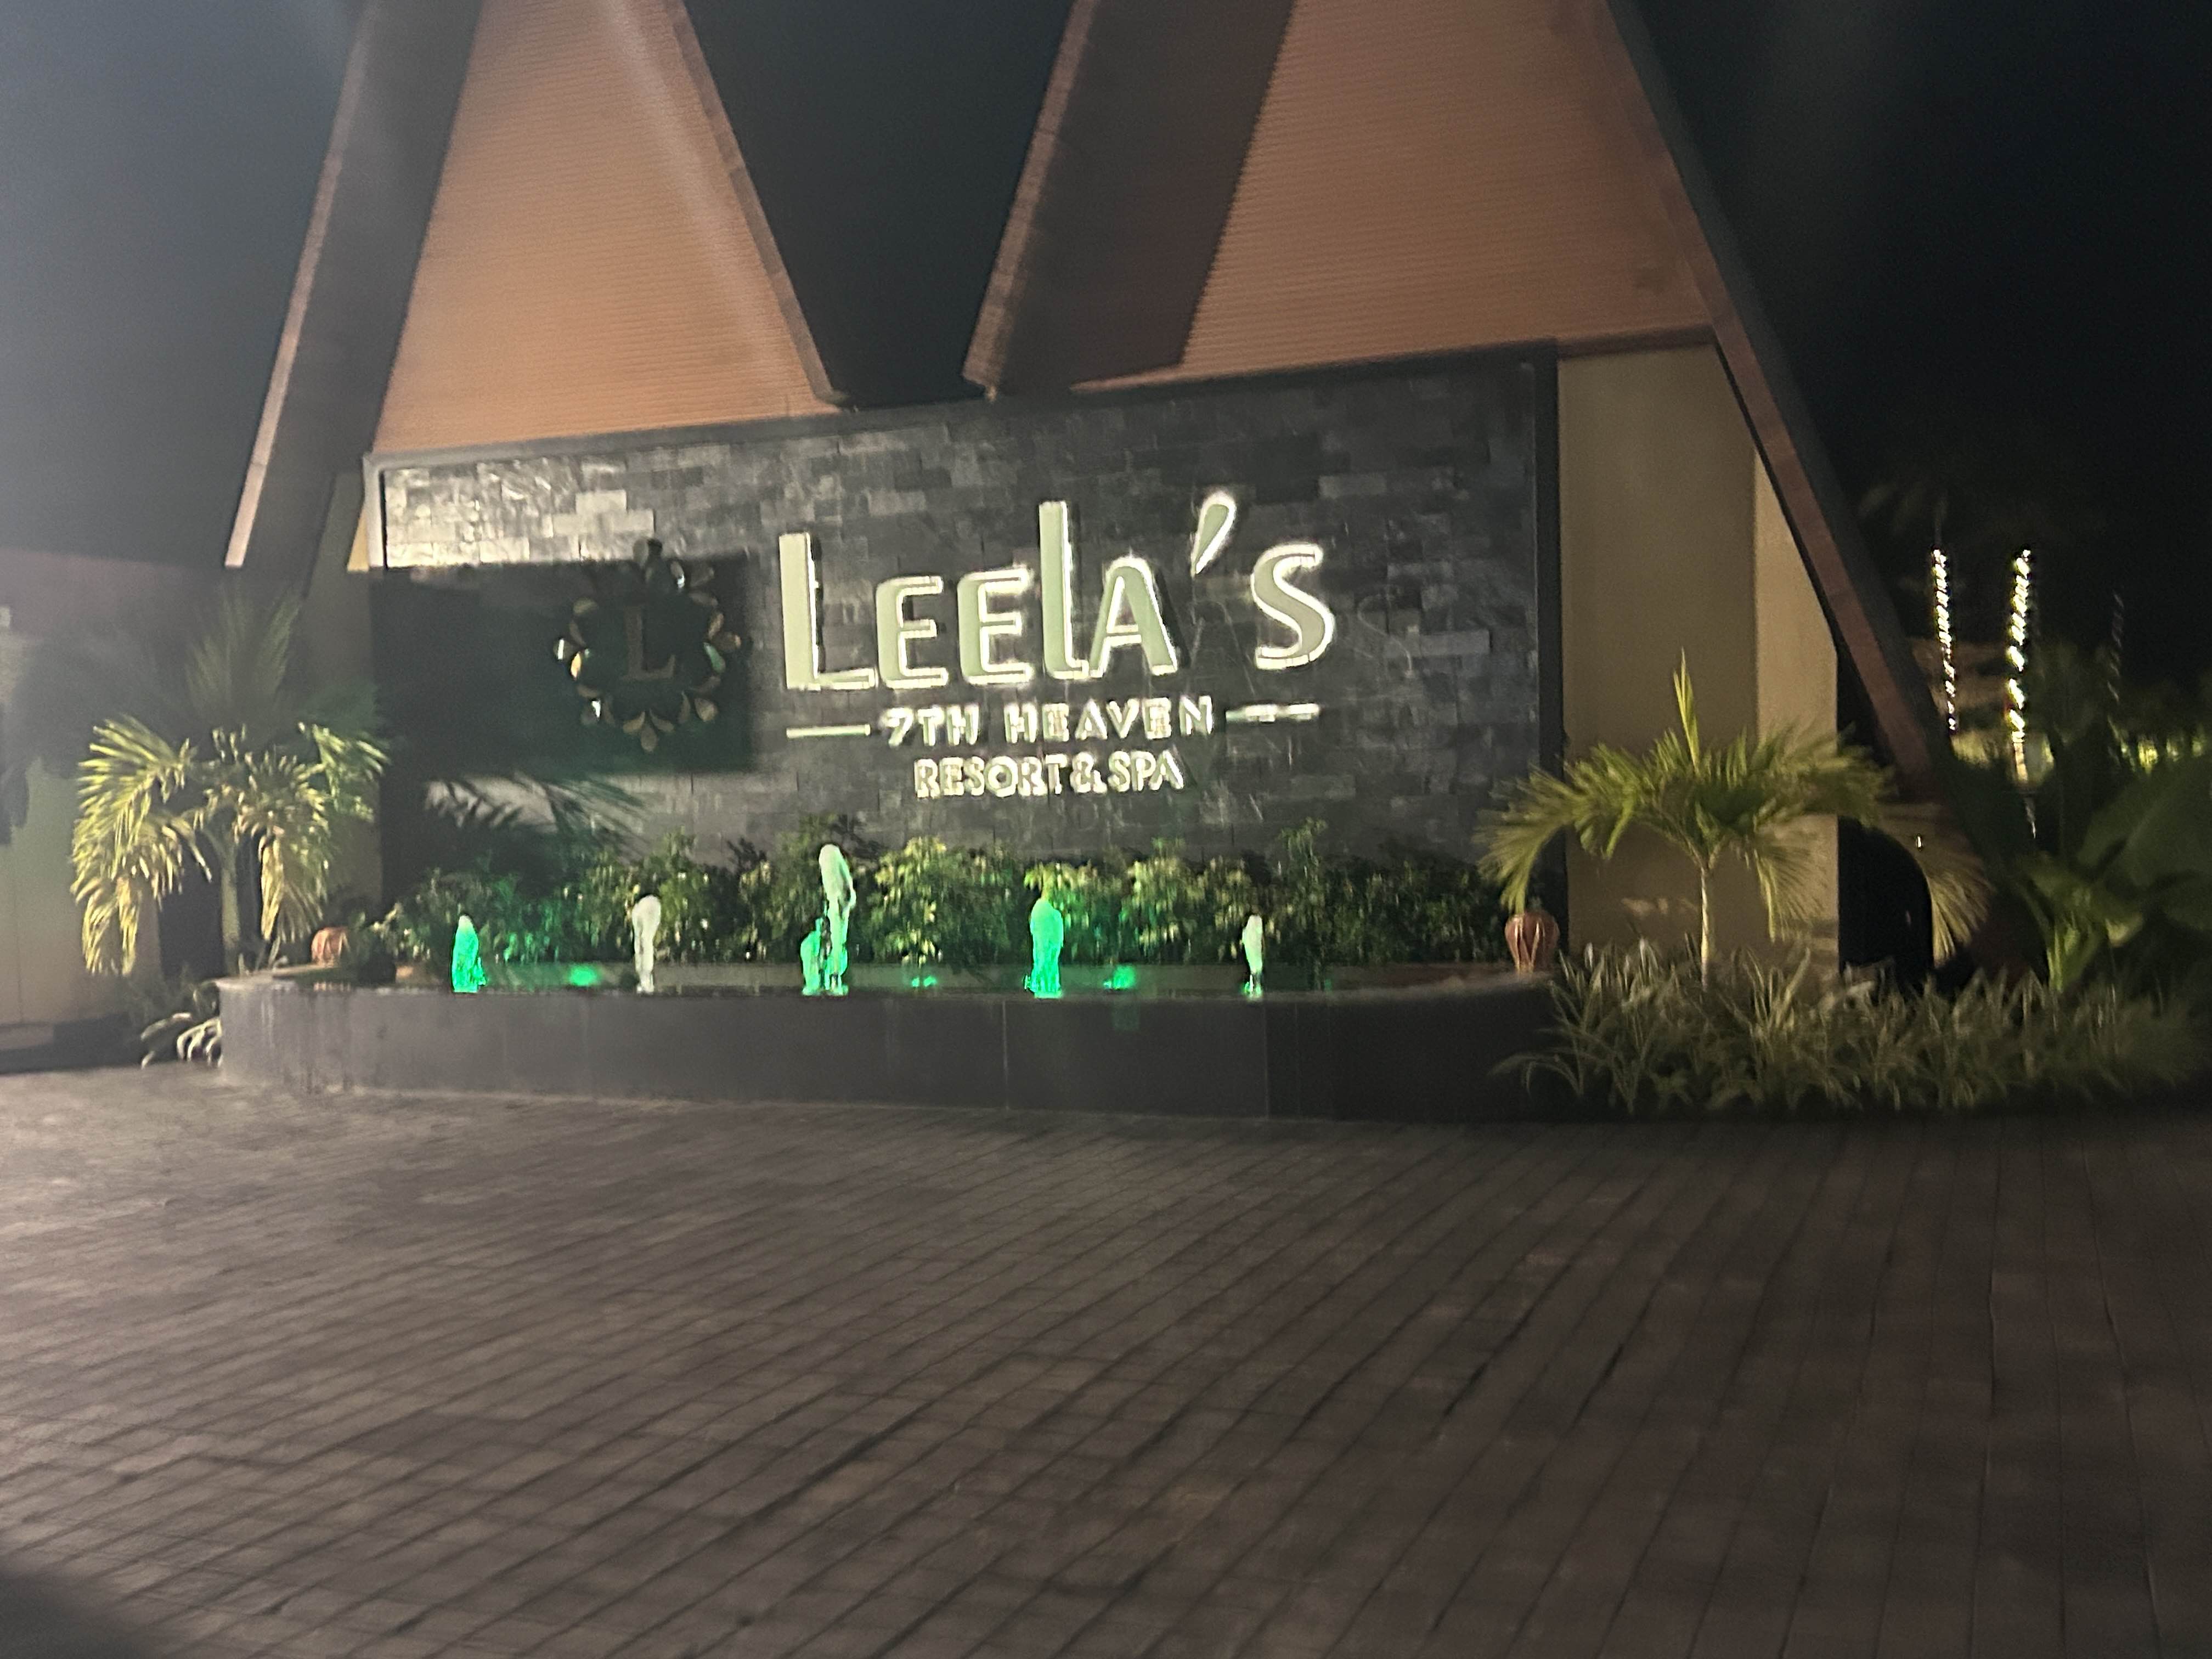 L
Leela's
7TH HEAVEN
RESORT & SPA